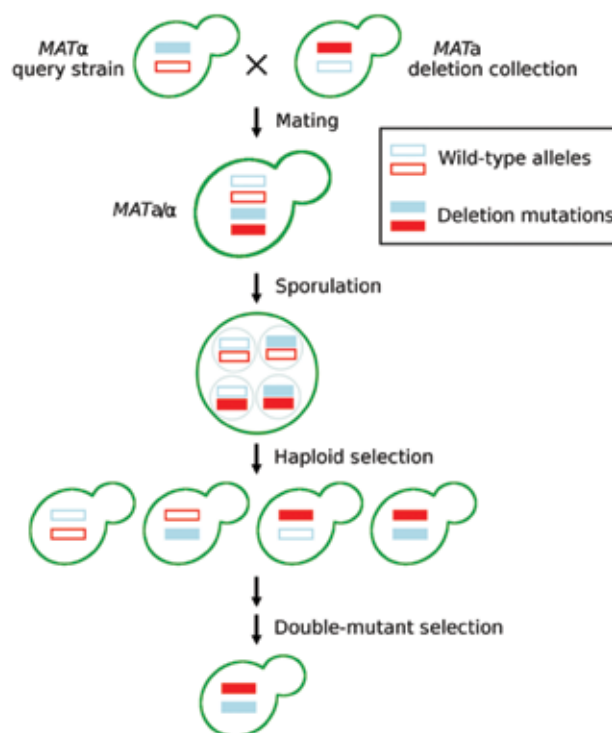 MATα
query strain
×
MATa
deletion collection
Mating
Wild-type alleles
Deletion mutations
MATa/α
Sporulation
Haploid selection
Double-mutant selection